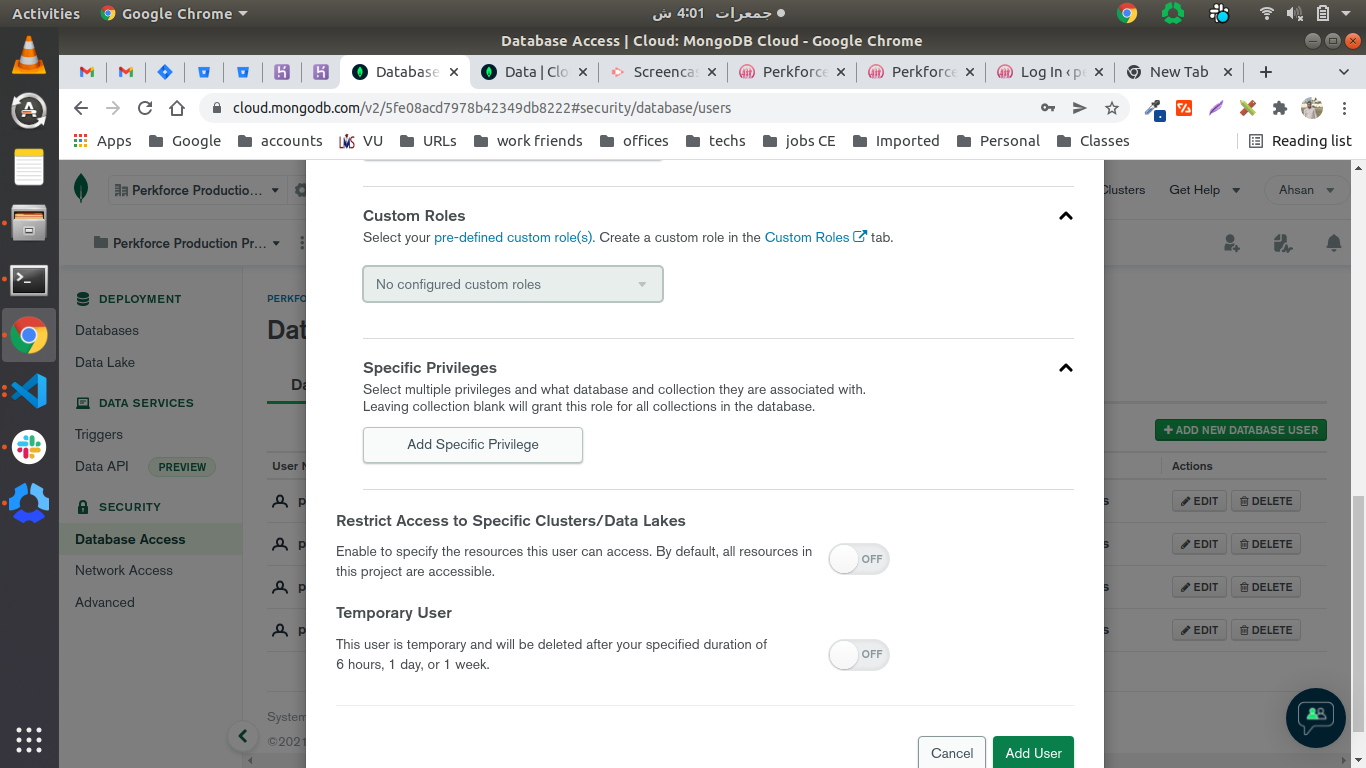 Activities
Google Chrome
جمعرات 4:01 ش
Database Access | Cloud: MongoDB Cloud - Google Chrome
Database
Data | Clo
Screencas
Perkforce
Perkforce
Log In ‹ pe
New Tab
cloud.mongodb.com/v2/5fe08acd7978b42349db8222#security/database/users
Apps
Google
accounts
VU
URLs
work friends
offices
techs
jobs CE
Imported
Personal
Classes
Reading list
Perkforce Productio...
Clusters
Get Help
Ahsan
Perkforce Production Pr...
DEPLOYMENT
Databases
Data Lake
DATA SERVICES
Triggers
Data API PREVIEW
SECURITY
Database Access
Network Access
Advanced
PERKFO
Dat
Da
ADD NEW DATABASE USER
User N
Actions
p
s
EDIT
DELETE
p
s
EDIT
DELETE
p
s
EDIT
DELETE
p
s
EDIT
DELETE
System
©2021
Custom Roles
Select your pre-defined custom role(s). Create a custom role in the Custom Roles tab.
No configured custom roles
Specific Privileges
Select multiple privileges and what database and collection they are associated with.
Leaving collection blank will grant this role for all collections in the database.
Add Specific Privilege
Restrict Access to Specific Clusters/Data Lakes
Enable to specify the resources this user can access. By default, all resources in
this project are accessible.
OFF
Temporary User
This user is temporary and will be deleted after your specified duration of
6 hours, 1 day, or 1 week.
OFF
Cancel
Add User